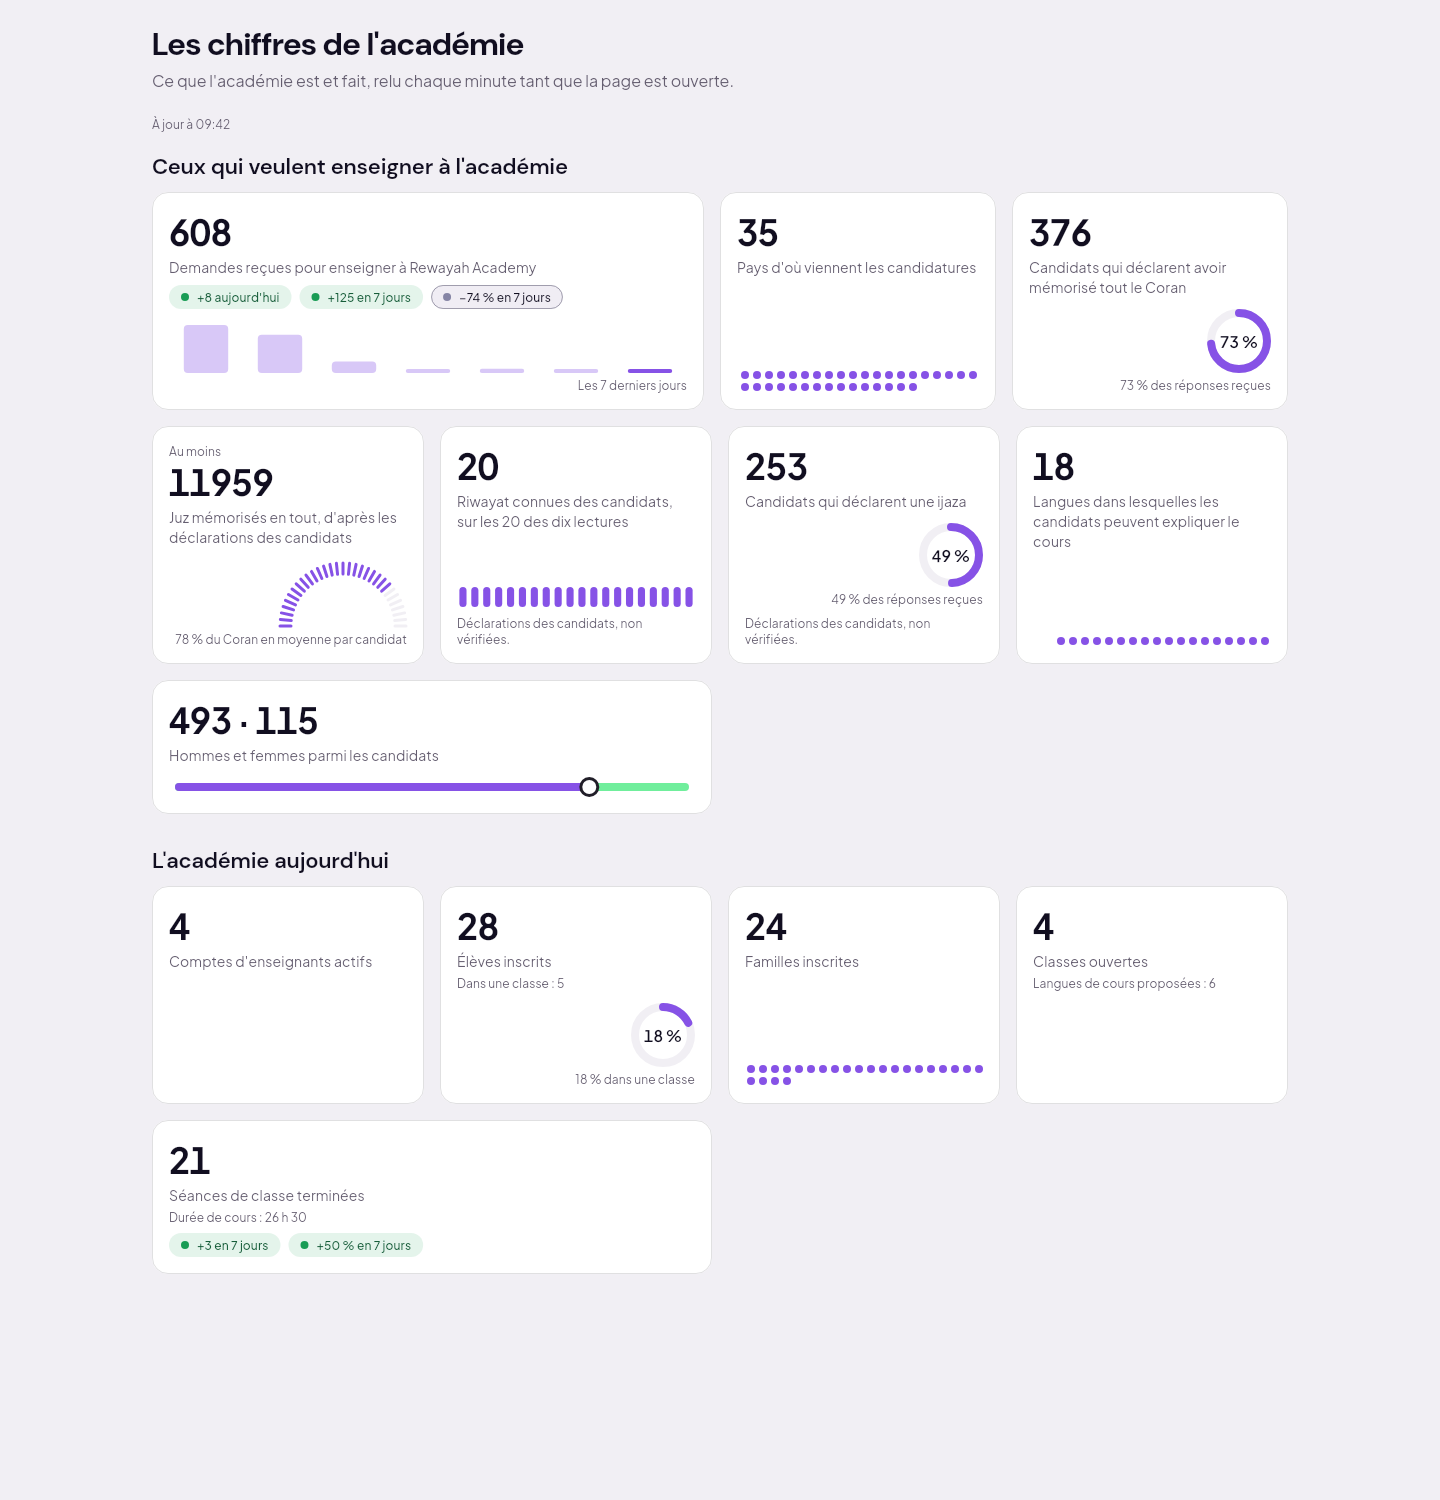 Les chiffres de l'académie
Ce que l'académie est et fait, relu chaque minute tant que la page est ouverte.
À jour à 09:42
Ceux qui veulent enseigner à l'académie
608
Demandes reçues pour enseigner à Rewayah Academy
+8 aujourd'hui
+125 en 7 jours
−74 % en 7 jours
Les 7 derniers jours
35
Pays d'où viennent les candidatures
376
Candidats qui déclarent avoir
mémorisé tout le Coran
73 %
73 % des réponses reçues
Au moins
11959
Juz mémorisés en tout, d'après les
déclarations des candidats
78 % du Coran en moyenne par candidat
20
Riwayat connues des candidats,
sur les 20 des dix lectures
Déclarations des candidats, non
vérifiées.
253
Candidats qui déclarent une ijaza
49 %
49 % des réponses reçues
Déclarations des candidats, non
vérifiées.
18
Langues dans lesquelles les
candidats peuvent expliquer le
cours
493 · 115
Hommes et femmes parmi les candidats
L'académie aujourd'hui
4
Comptes d'enseignants actifs
28
Élèves inscrits
Dans une classe : 5
18 %
18 % dans une classe
24
Familles inscrites
4
Classes ouvertes
Langues de cours proposées : 6
21
Séances de classe terminées
Durée de cours : 26 h 30
+3 en 7 jours
+50 % en 7 jours